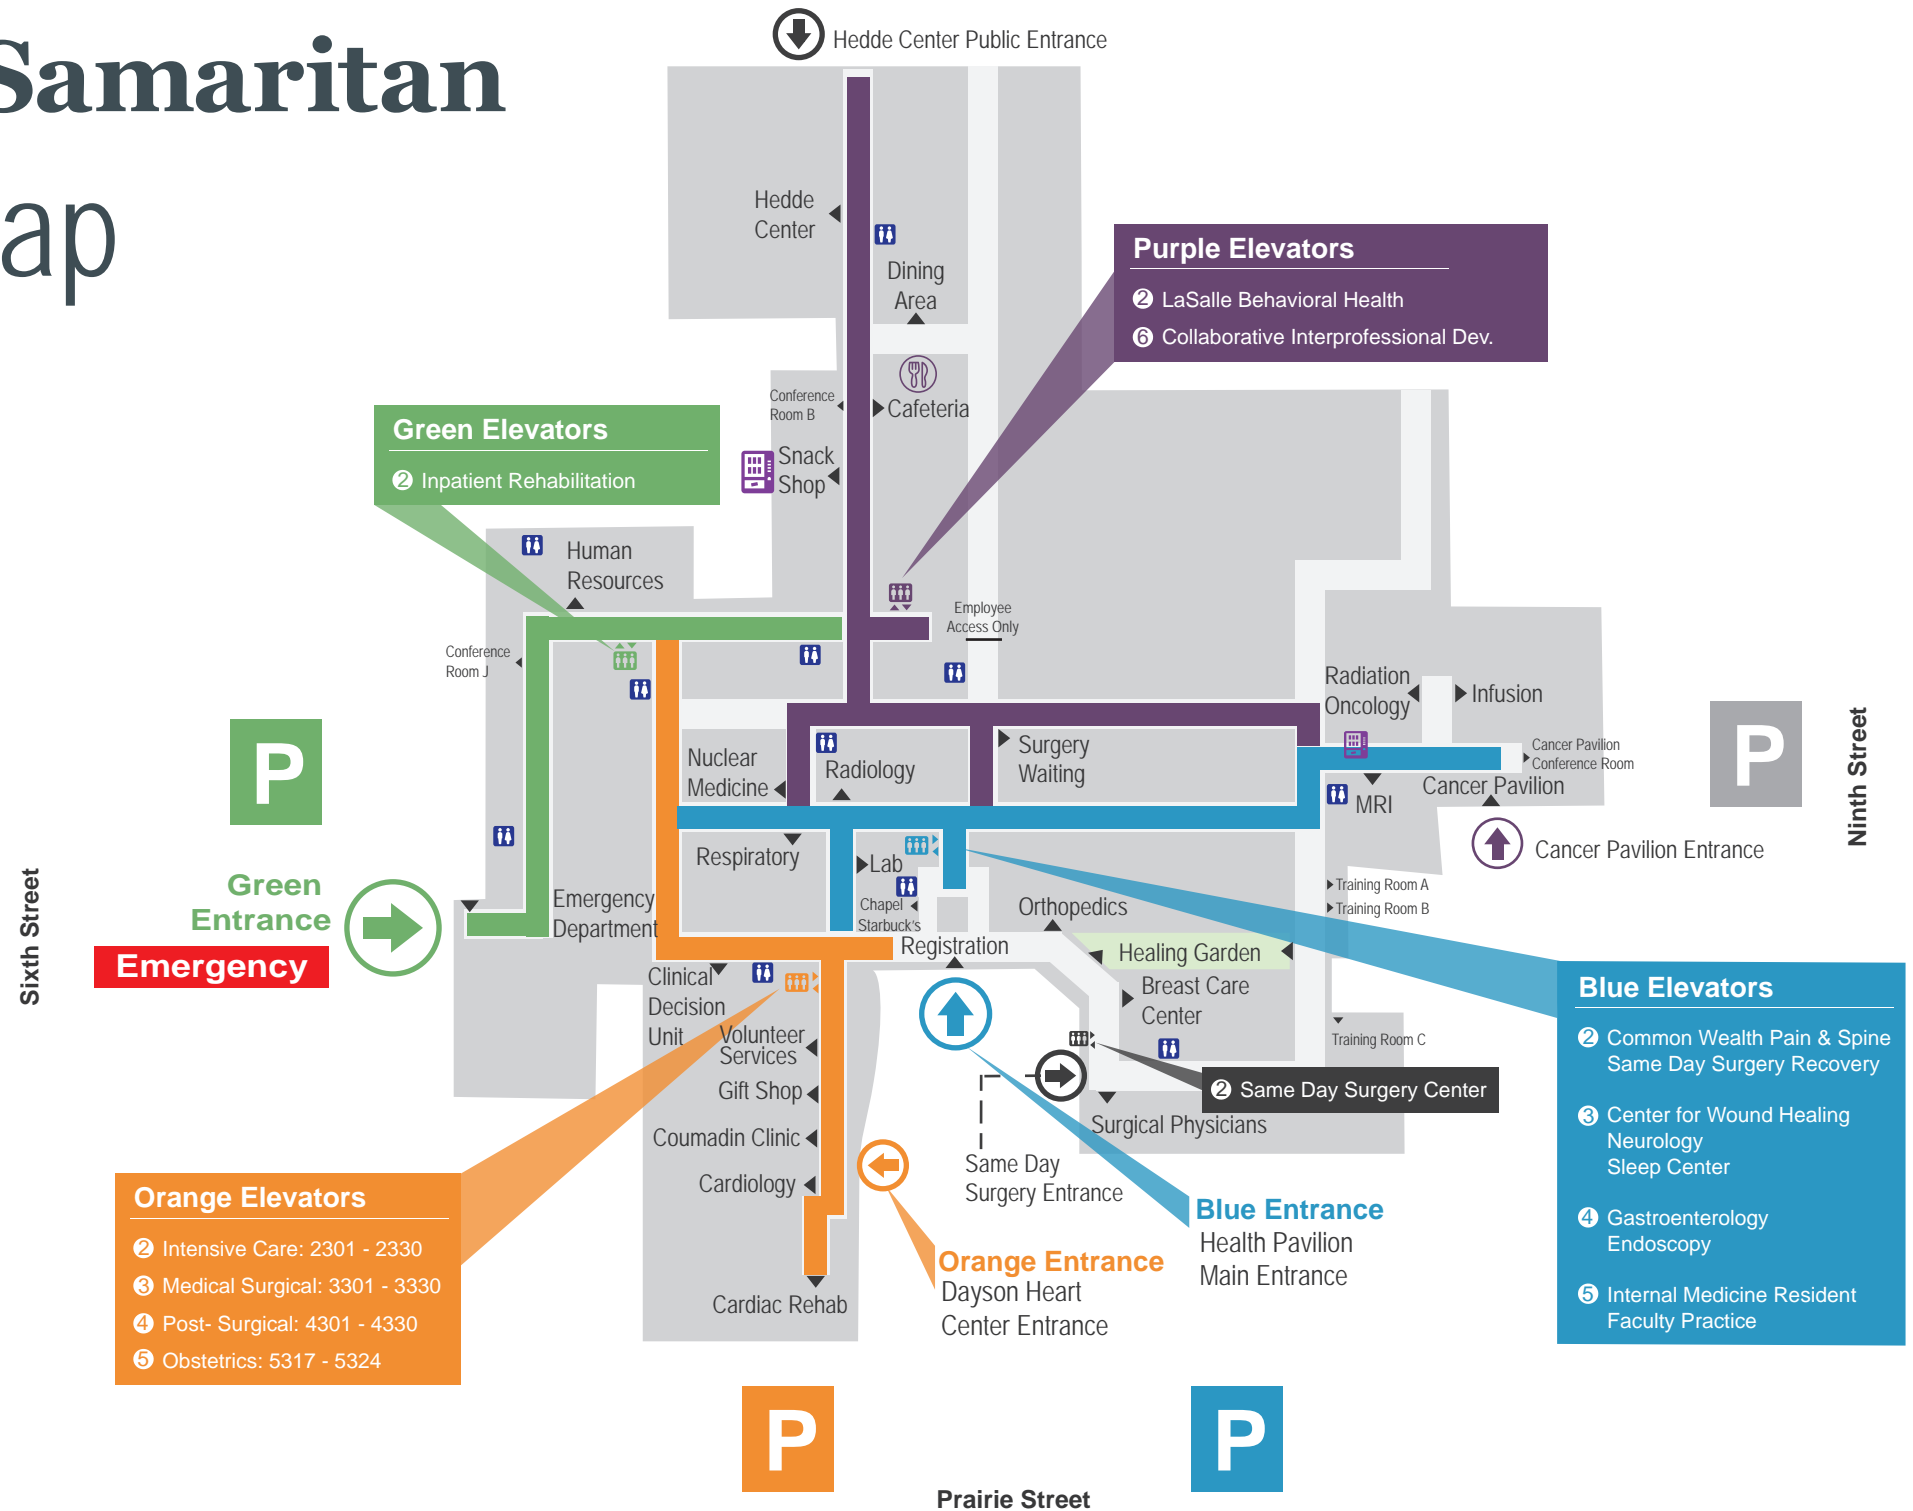 Samaritan
ap
Hedde Center Public Entrance
Hedde
Center
Dining
Area
Purple Elevators
2 LaSalle Behavioral Health
6 Collaborative Interprofessional Dev.
Conference
Room B
Cafeteria
Snack
Shop
Green Elevators
2 Inpatient Rehabilitation
Human
Resources
Employee
Access Only
Conference
Room J
Radiation
Oncology
Infusion
Cancer Pavilion
Conference Room
Cancer Pavilion
MRI
Cancer Pavilion Entrance
P
P
Ninth Street
Nuclear
Medicine
Radiology
Surgery
Waiting
Respiratory
Lab
Chapel
Starbuck's
Registration
Orthopedics
Training Room A
Training Room B
Healing Garden
Breast Care
Center
Training Room C
Green
Entrance
Emergency
Sixth Street
Emergency
Department
Clinical
Decision
Unit
Volunteer
Services
Gift Shop
Coumadin Clinic
Cardiology
Cardiac Rehab
2 Same Day Surgery Center
Surgical Physicians
Same Day
Surgery Entrance
Blue Elevators
2 Common Wealth Pain & Spine
Same Day Surgery Recovery
3 Center for Wound Healing
Neurology
Sleep Center
4 Gastroenterology
Endoscopy
5 Internal Medicine Resident
Faculty Practice
Orange Elevators
2 Intensive Care: 2301 - 2330
3 Medical Surgical: 3301 - 3330
4 Post- Surgical: 4301 - 4330
5 Obstetrics: 5317 - 5324
Orange Entrance
Dayson Heart
Center Entrance
Blue Entrance
Health Pavilion
Main Entrance
P
P
Prairie Street